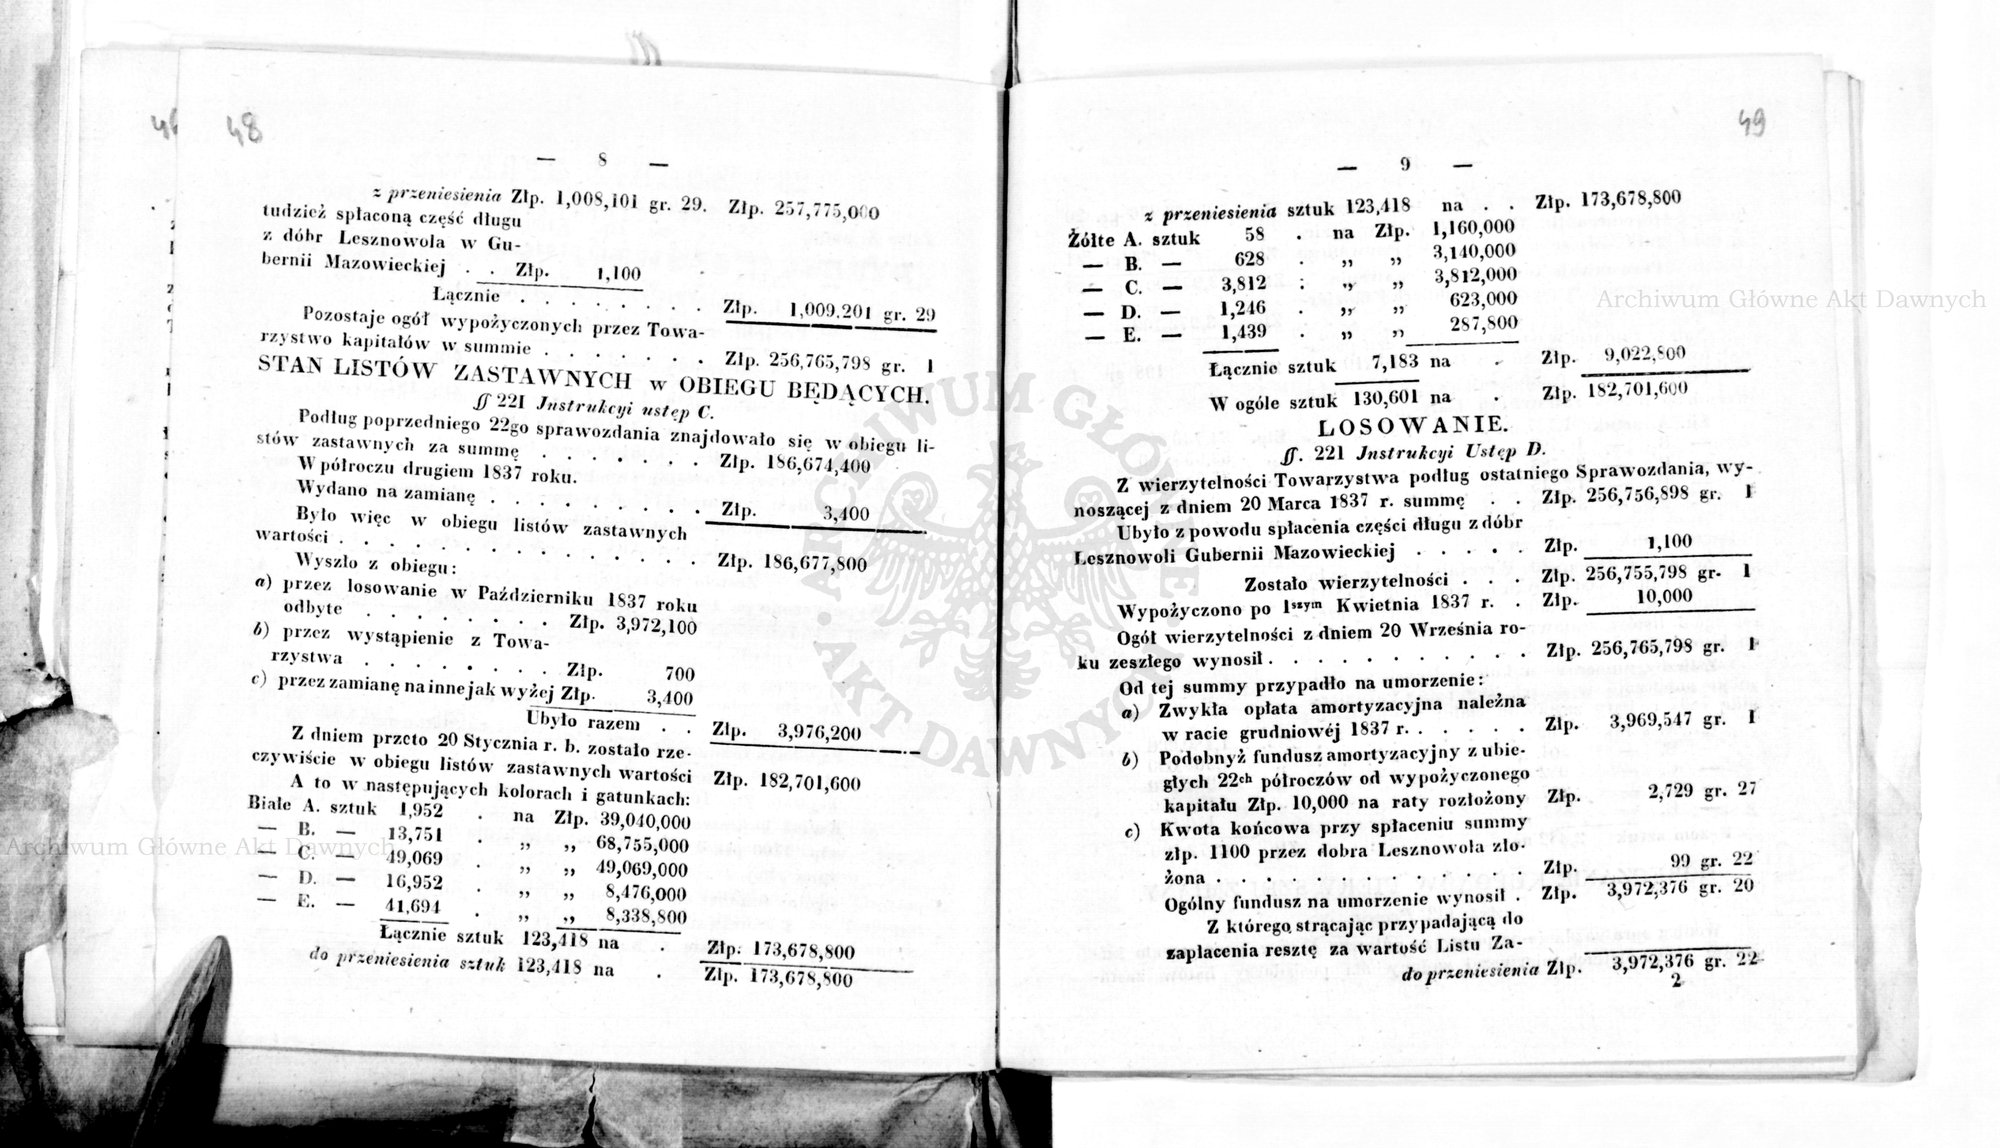 48
— 8 —
z przeniesienia Złp. 1,008,101 gr. 29. Złp. 257,775,000
tudzież spłaconą część długu
z dóbr Lesznowola w Gu-
bernii Mazowieckiej . . Złp. 1,100
Łącznie . . . . . . . Złp. 1,009,201 gr. 29
Pozostaje ogół wypożyczonych przez Towa-
rzystwo kapitałów w summie . . . . . . . Złp. 256,765,798 gr. 1
STAN LISTÓW ZASTAWNYCH w OBIEGU BĘDĄCYCH.
§ 221 Instrukcyi ustęp C.
Podług poprzedniego 22go sprawozdania znajdowało się w obiegu li-
stów zastawnych za summę . . . . . . . Złp. 186,674,400
W półroczu drugiem 1837 roku.
Wydano na zamianę . . . . . . . . . Złp. 3,400
Było więc w obiegu listów zastawnych
wartości . . . . . . . . . . . . . . . Złp. 186,677,800
Wyszło z obiegu:
a) przez losowanie w Październiku 1837 roku
odbyte . . . . . . . . Złp. 3,972,100
b) przez wystąpienie z Towa-
rzystwa . . . . . . . . Złp. 700
c) przez zamianę na inne jak wyżej Złp. 3,400
Ubyło razem . . Złp. 3,976,200
Z dniem przeto 20 Stycznia r. b. zostało rze-
czywiście w obiegu listów zastawnych wartości Złp. 182,701,600
A to w następujących kolorach i gatunkach:
Białe A. sztuk 1,952 . na Złp. 39,040,000
— B. — 13,751 . „ „ 68,755,000
— C. — 49,069 . „ „ 49,069,000
— D. — 16,952 . „ „ 8,476,000
— E. — 41,694 . „ „ 8,338,800
Łącznie sztuk 123,418 na . Złp. 173,678,800
do przeniesienia sztuk 123,418 na . Złp. 173,678,800
49
— 9 —
z przeniesienia sztuk 123,418 na . . Złp. 173,678,800
Żółte A. sztuk 58 . na Złp. 1,160,000
— B. — 628 . „ „ 3,140,000
— C. — 3,812 . „ „ 3,812,000
— D. — 1,246 . „ „ 623,000
— E. — 1,439 . „ „ 287,800
Łącznie sztuk 7,183 na . Złp. 9,022,800
W ogóle sztuk 130,601 na . Złp. 182,701,600
LOSOWANIE.
§. 221 Instrukcyi Ustęp D.
Z wierzytelności Towarzystwa podług ostatniego Sprawozdania, wy-
noszącej z dniem 20 Marca 1837 r. summę . . Złp. 256,756,898 gr. 1
Ubyło z powodu spłacenia części długu z dóbr
Lesznowoli Gubernii Mazowieckiej . . . . . Złp. 1,100
Zostało wierzytelności . . . Złp. 256,755,798 gr. 1
Wypożyczono po 1szym Kwietnia 1837 r. . Złp. 10,000
Ogół wierzytelności z dniem 20 Września ro-
ku zeszłego wynosił . . . . . . . . . . . Złp. 256,765,798 gr. 1
Od tej summy przypadło na umorzenie:
a) Zwykła opłata amortyzacyjna należna
w racie grudniowéj 1837 r. . . . . . Złp. 3,969,547 gr. 1
b) Podobnyż fundusz amortyzacyjny z ubie-
głych 22ch półroczów od wypożyczonego
kapitału Złp. 10,000 na raty rozłożony Złp. 2,729 gr. 27
c) Kwota końcowa przy spłaceniu summy
złp. 1100 przez dobra Lesznowola zło-
żona . . . . . . . . . . . . . Złp. 99 gr. 22
Ogólny fundusz na umorzenie wynosił . Złp. 3,972,376 gr. 20
Z którego strącając przypadającą do
zapłacenia resztę za wartość Listu Za-
do przeniesienia Złp. 3,972,376 gr. 22
2
Archiwum Główne Akt Dawnych
Archiwum Główne Akt Dawnych
ARCHIWUM GŁÓWNE
AKT DAWNYCH